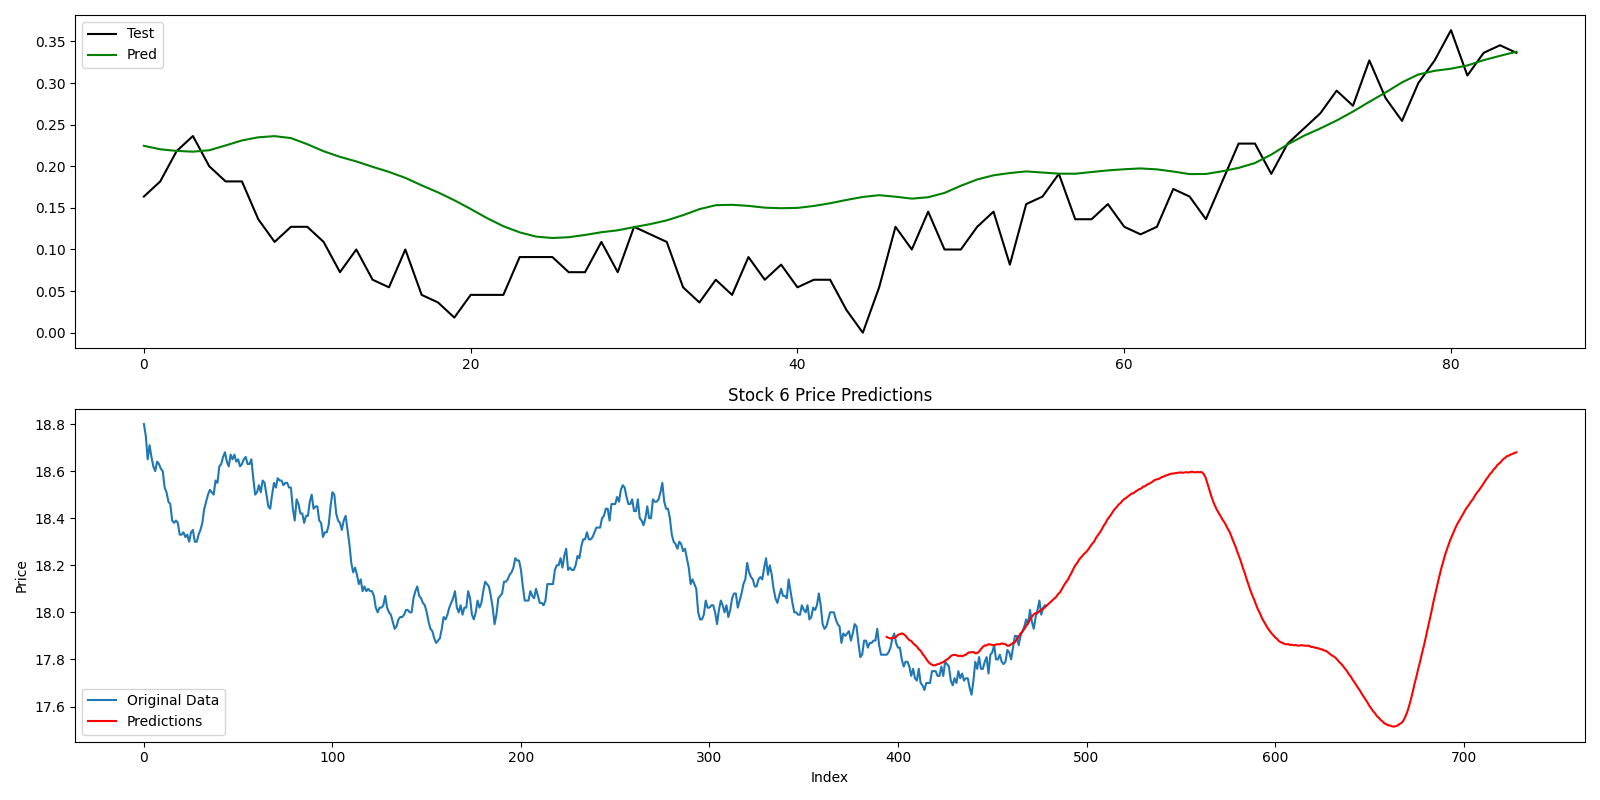 Test
Pred
0.35
0.30
0.25
0.20
0.15
0.10
0.05
0.00
0 20 40 60 80
Stock 6 Price Predictions
18.8
18.6
18.4
18.2
18.0
17.8
17.6
Price
Original Data
Predictions
0 100 200 300 400 500 600 700
Index